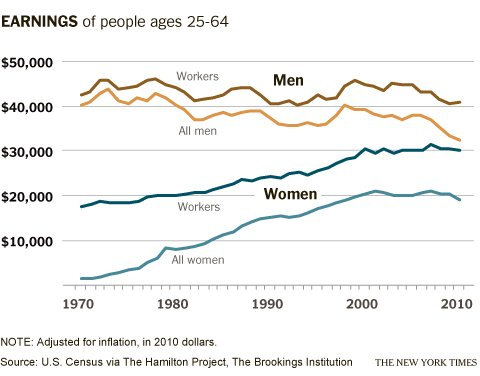 EARNINGS of people ages 25-64
$50,000
Workers
Men
$40,000
All men
$30,000
Women
$20,000
Workers
$10,000
All women
1970 1980 1990 2000 2010
NOTE: Adjusted for inflation, in 2010 dollars.
Source: U.S. Census via The Hamilton Project, The Brookings Institution THE NEW YORK TIMES